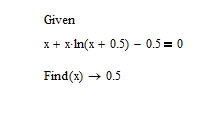 Given
x + x·ln(x + 0.5) − 0.5 = 0
Find(x) → 0.5